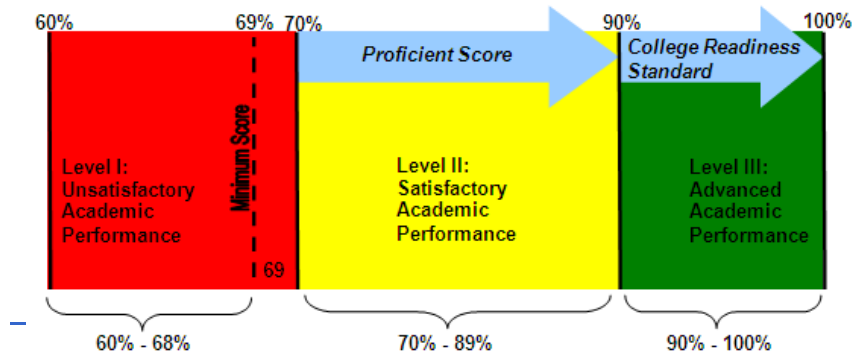 60% 69% 70% 90% 100%
Proficient Score
College Readiness
Standard
Minimum Score
Level I:
Unsatisfactory
Academic
Performance
69
Level II:
Satisfactory
Academic
Performance
Level III:
Advanced
Academic
Performance
60% - 68% 70% - 89% 90% - 100%